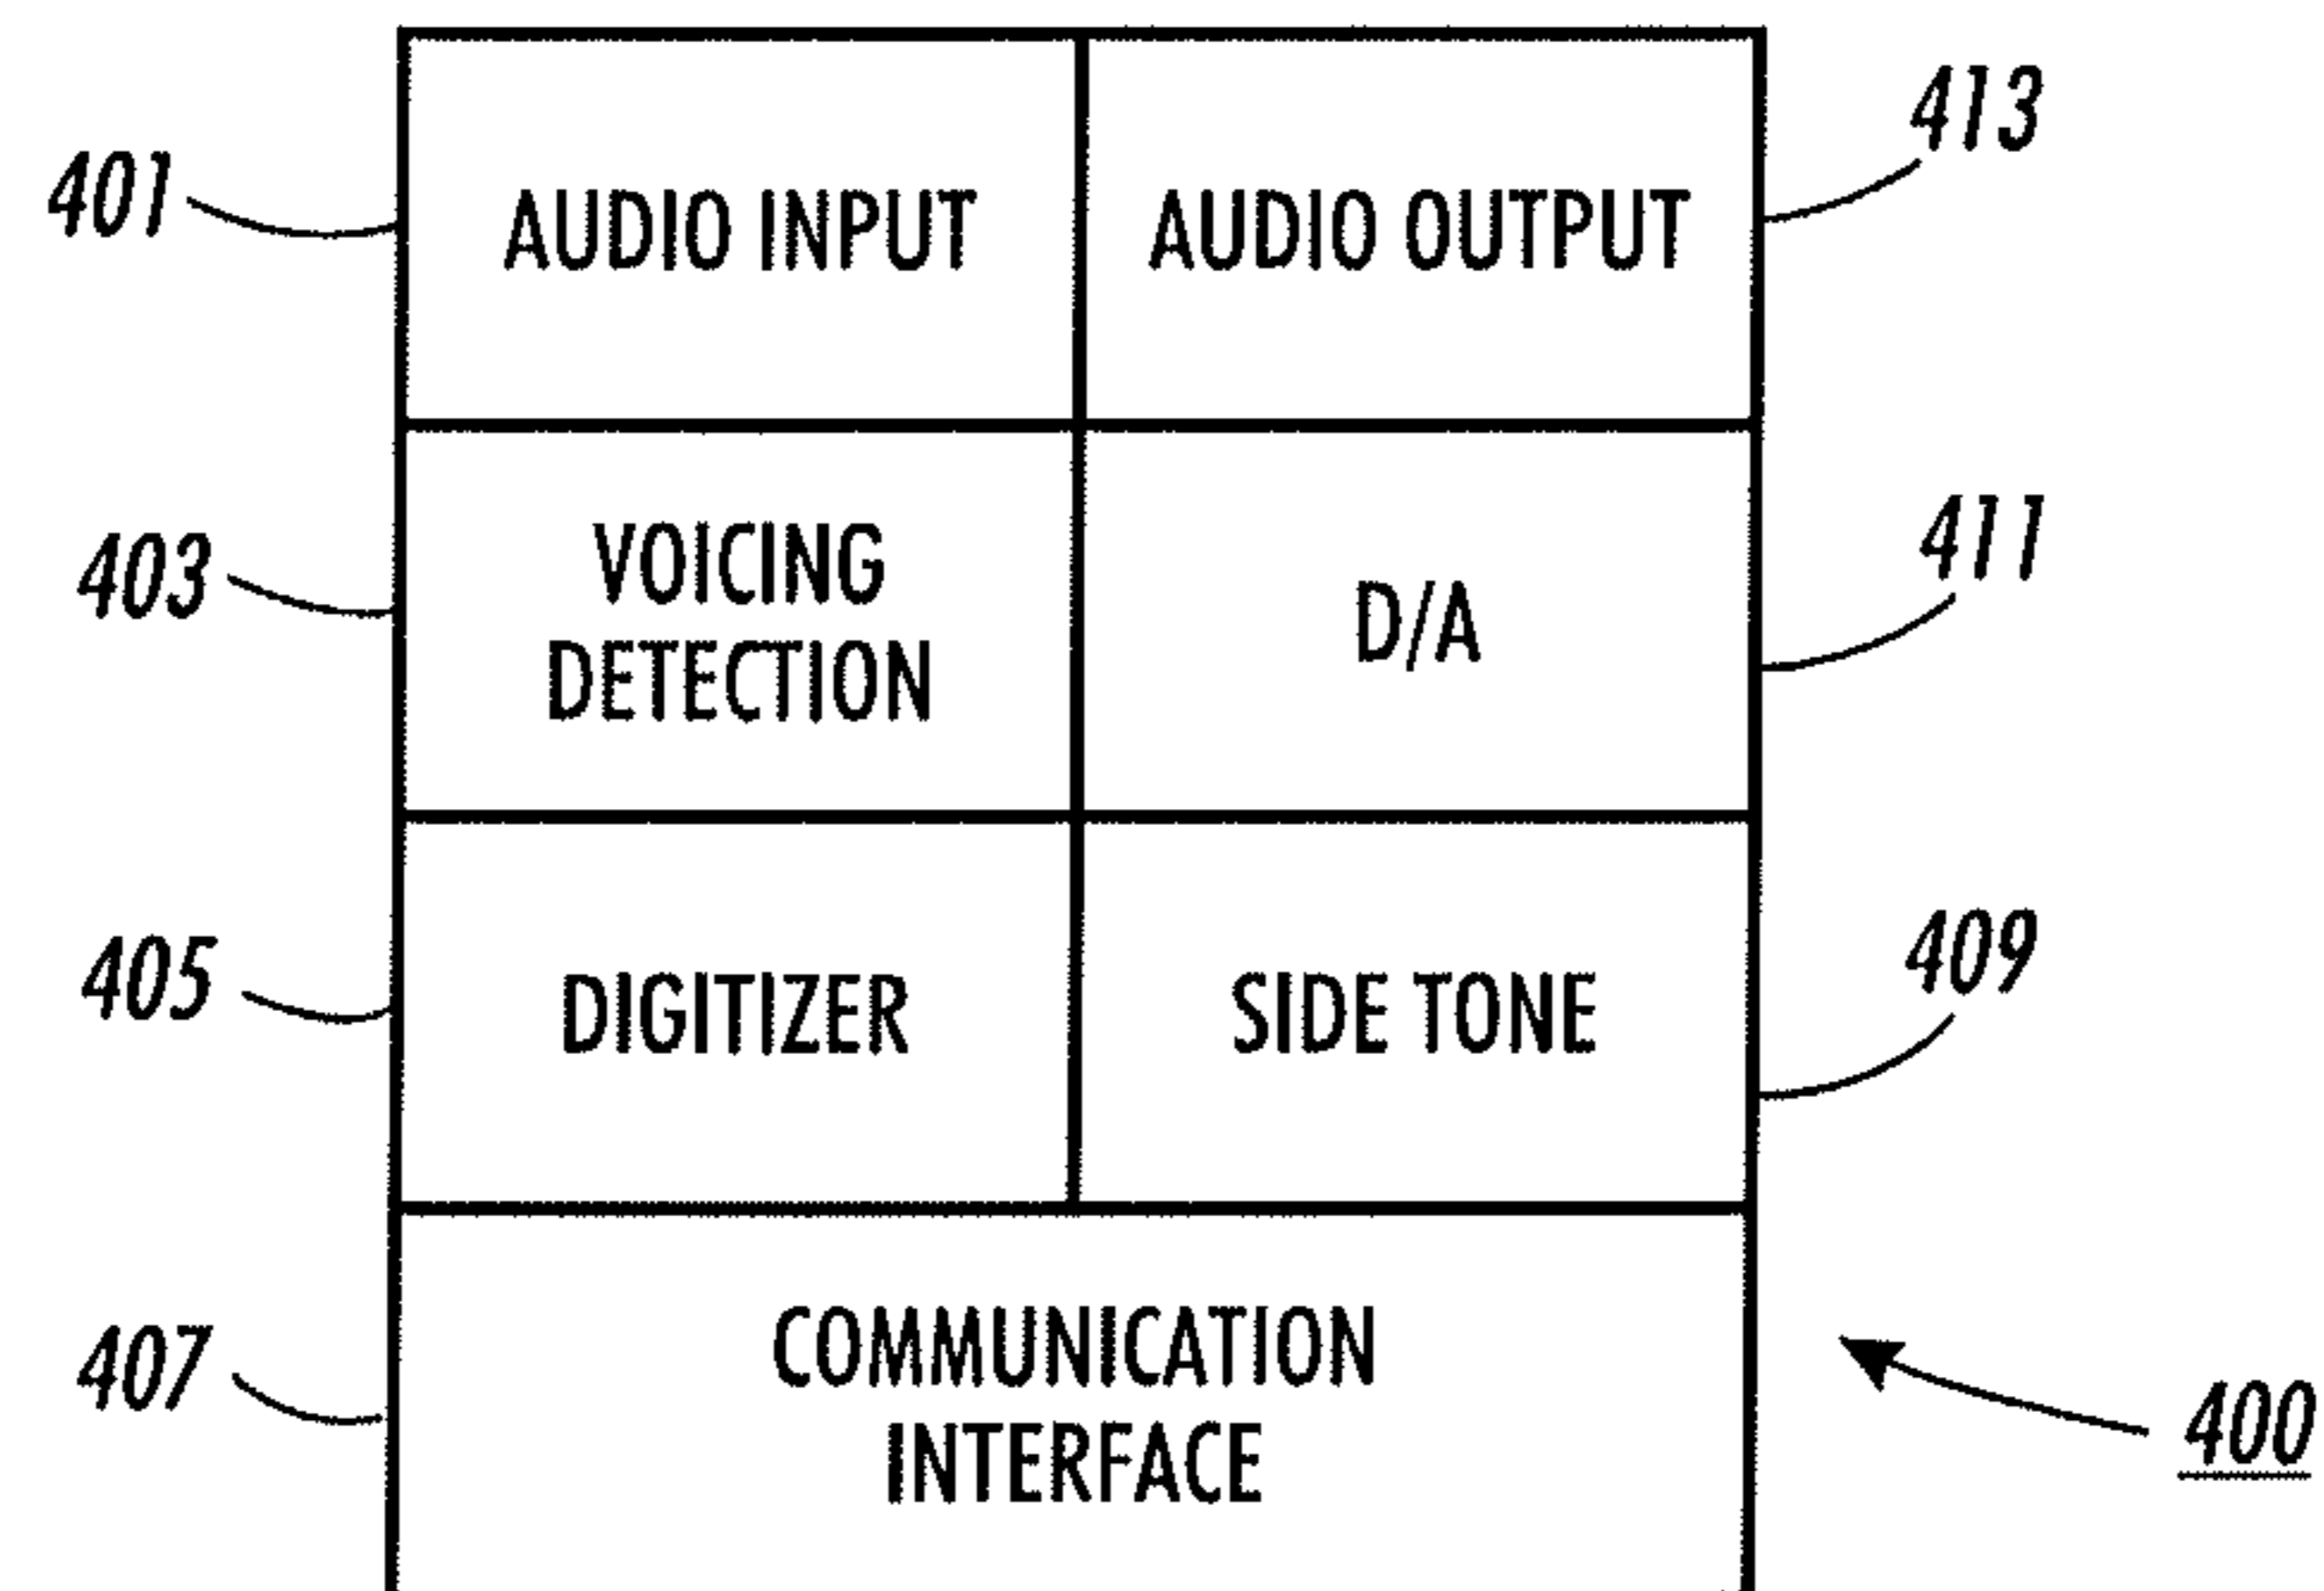 401
AUDIO INPUT
AUDIO OUTPUT
413
403
VOICING
DETECTION
D/A
411
405
DIGITIZER
SIDE TONE
409
407
COMMUNICATION
INTERFACE
400